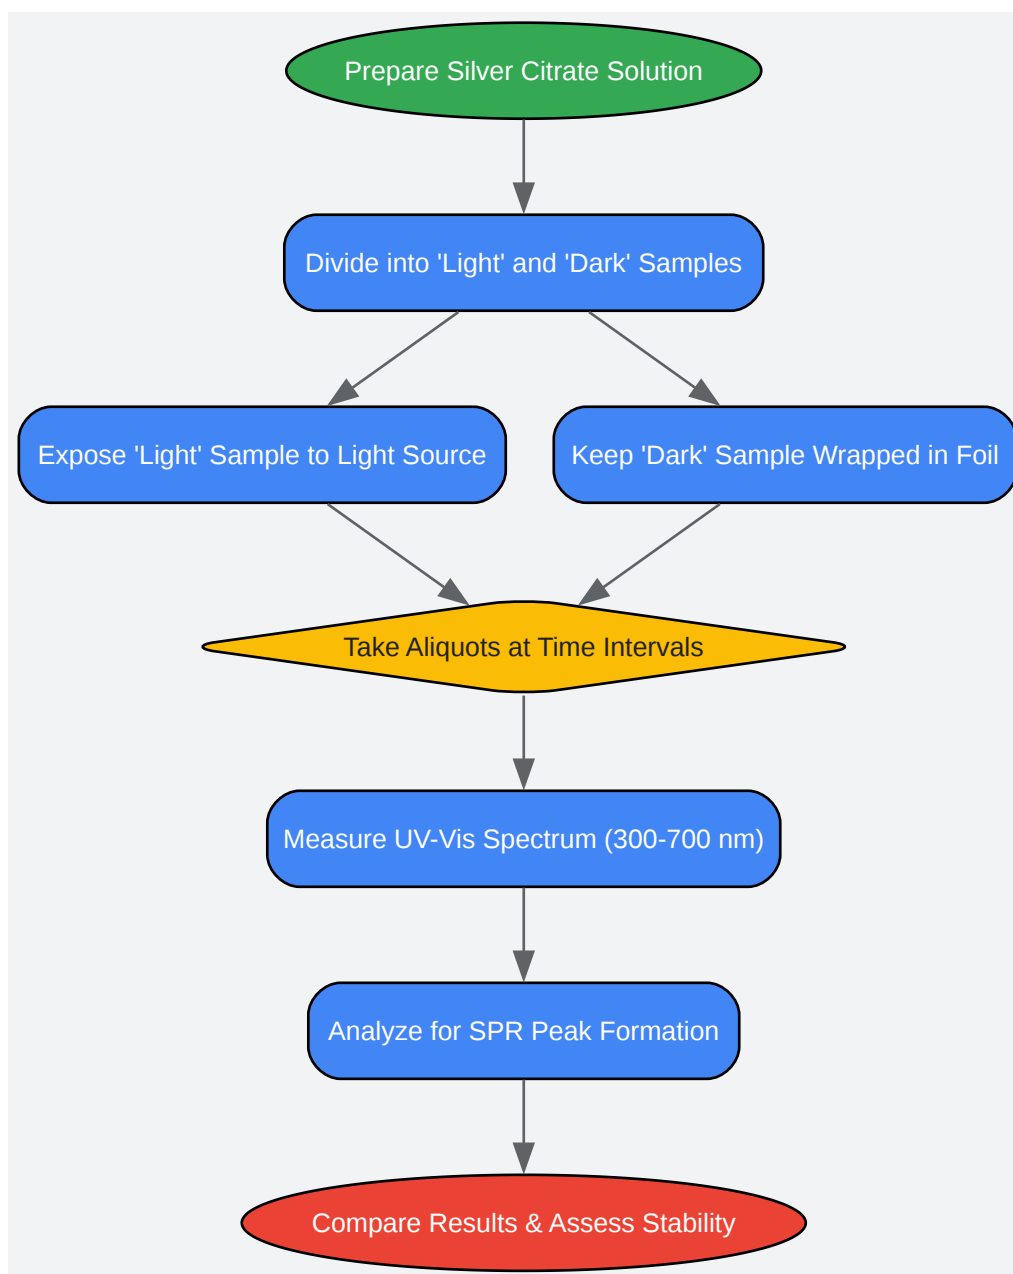 Prepare Silver Citrate Solution
Divide into 'Light' and 'Dark' Samples
Expose 'Light' Sample to Light Source
Keep 'Dark' Sample Wrapped in Foil
Take Aliquots at Time Intervals
Measure UV-Vis Spectrum (300-700 nm)
Analyze for SPR Peak Formation
Compare Results & Assess Stability